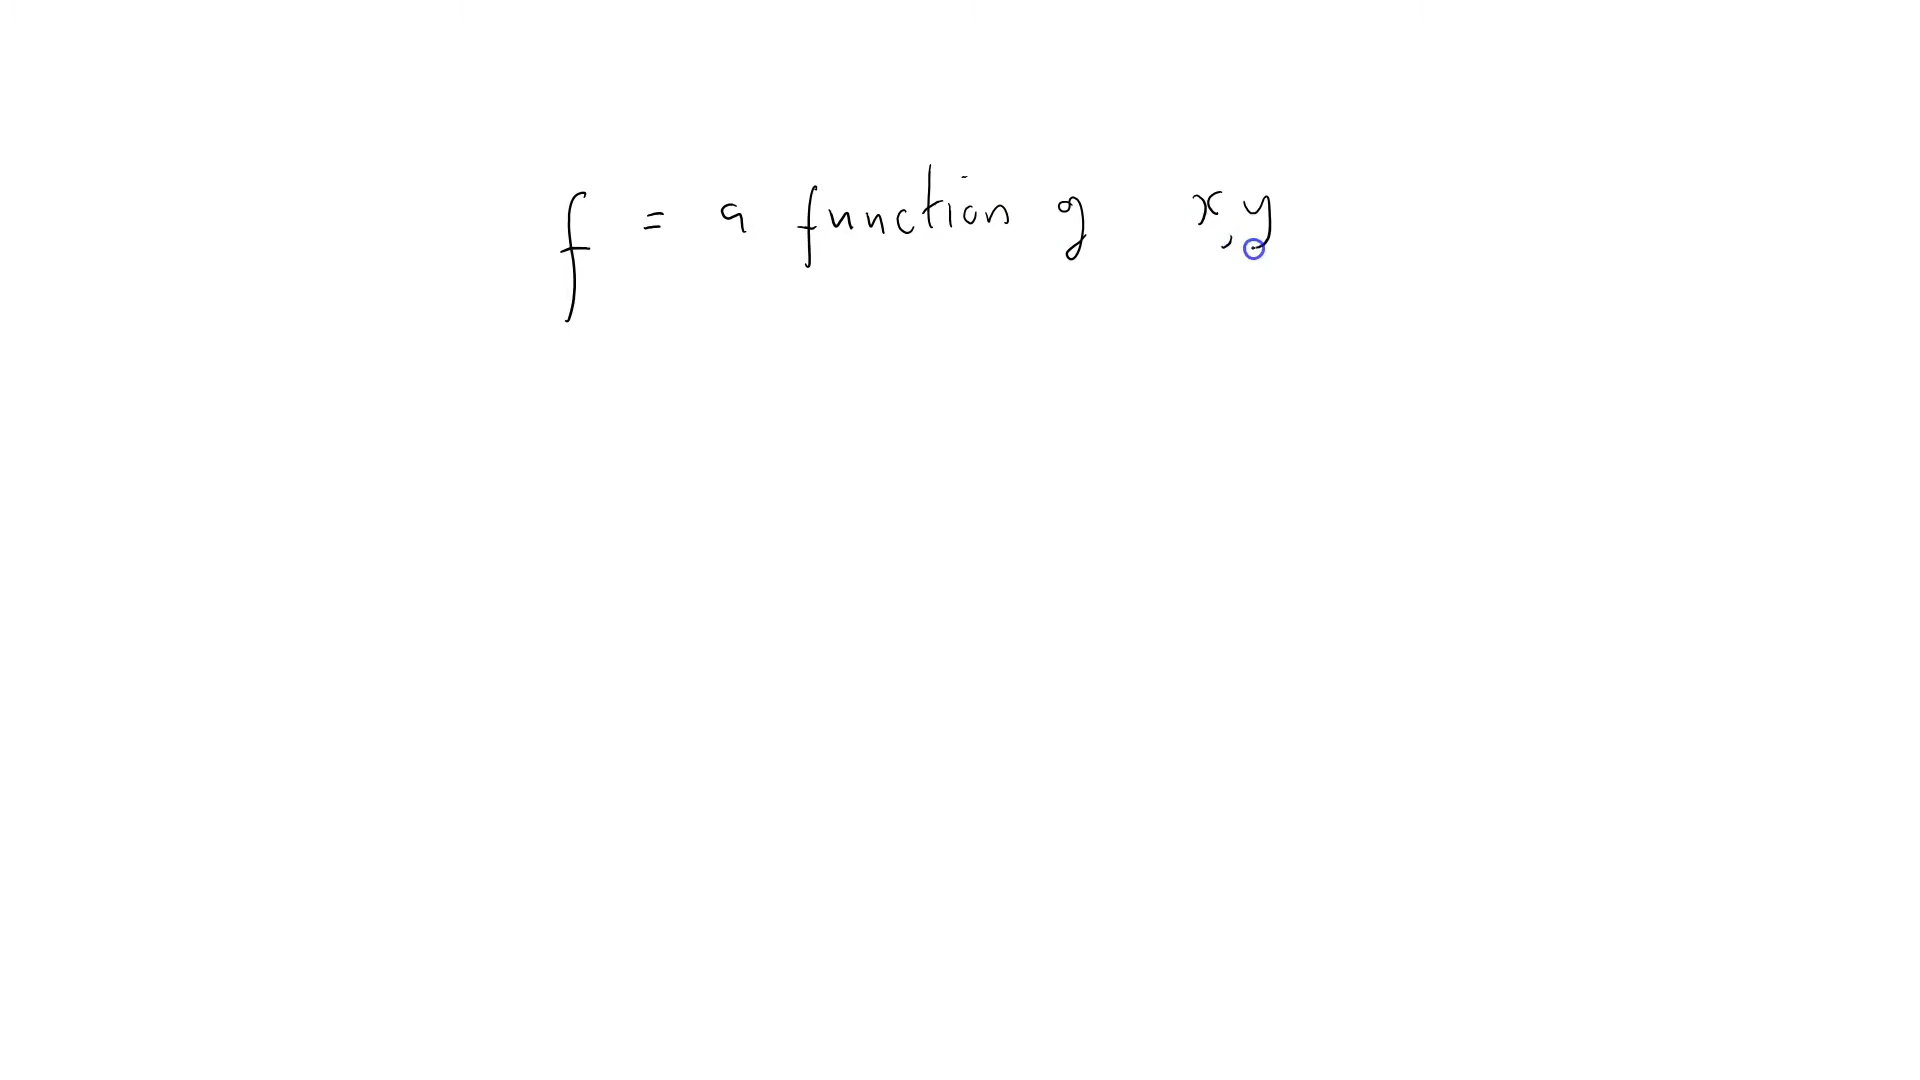 f = a function of x, y